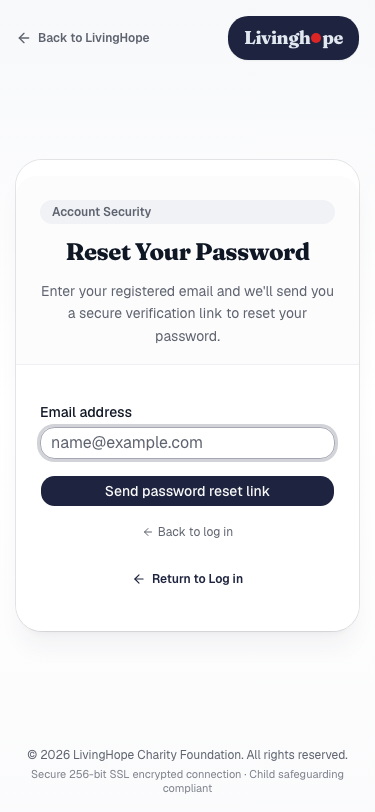 ← Back to LivingHope
Livinghope
Account Security
Reset Your Password
Enter your registered email and we'll send you
a secure verification link to reset your
password.
Email address
name@example.com
Send password reset link
← Back to log in
← Return to Log in
© 2026 LivingHope Charity Foundation. All rights reserved.
Secure 256-bit SSL encrypted connection · Child safeguarding
compliant